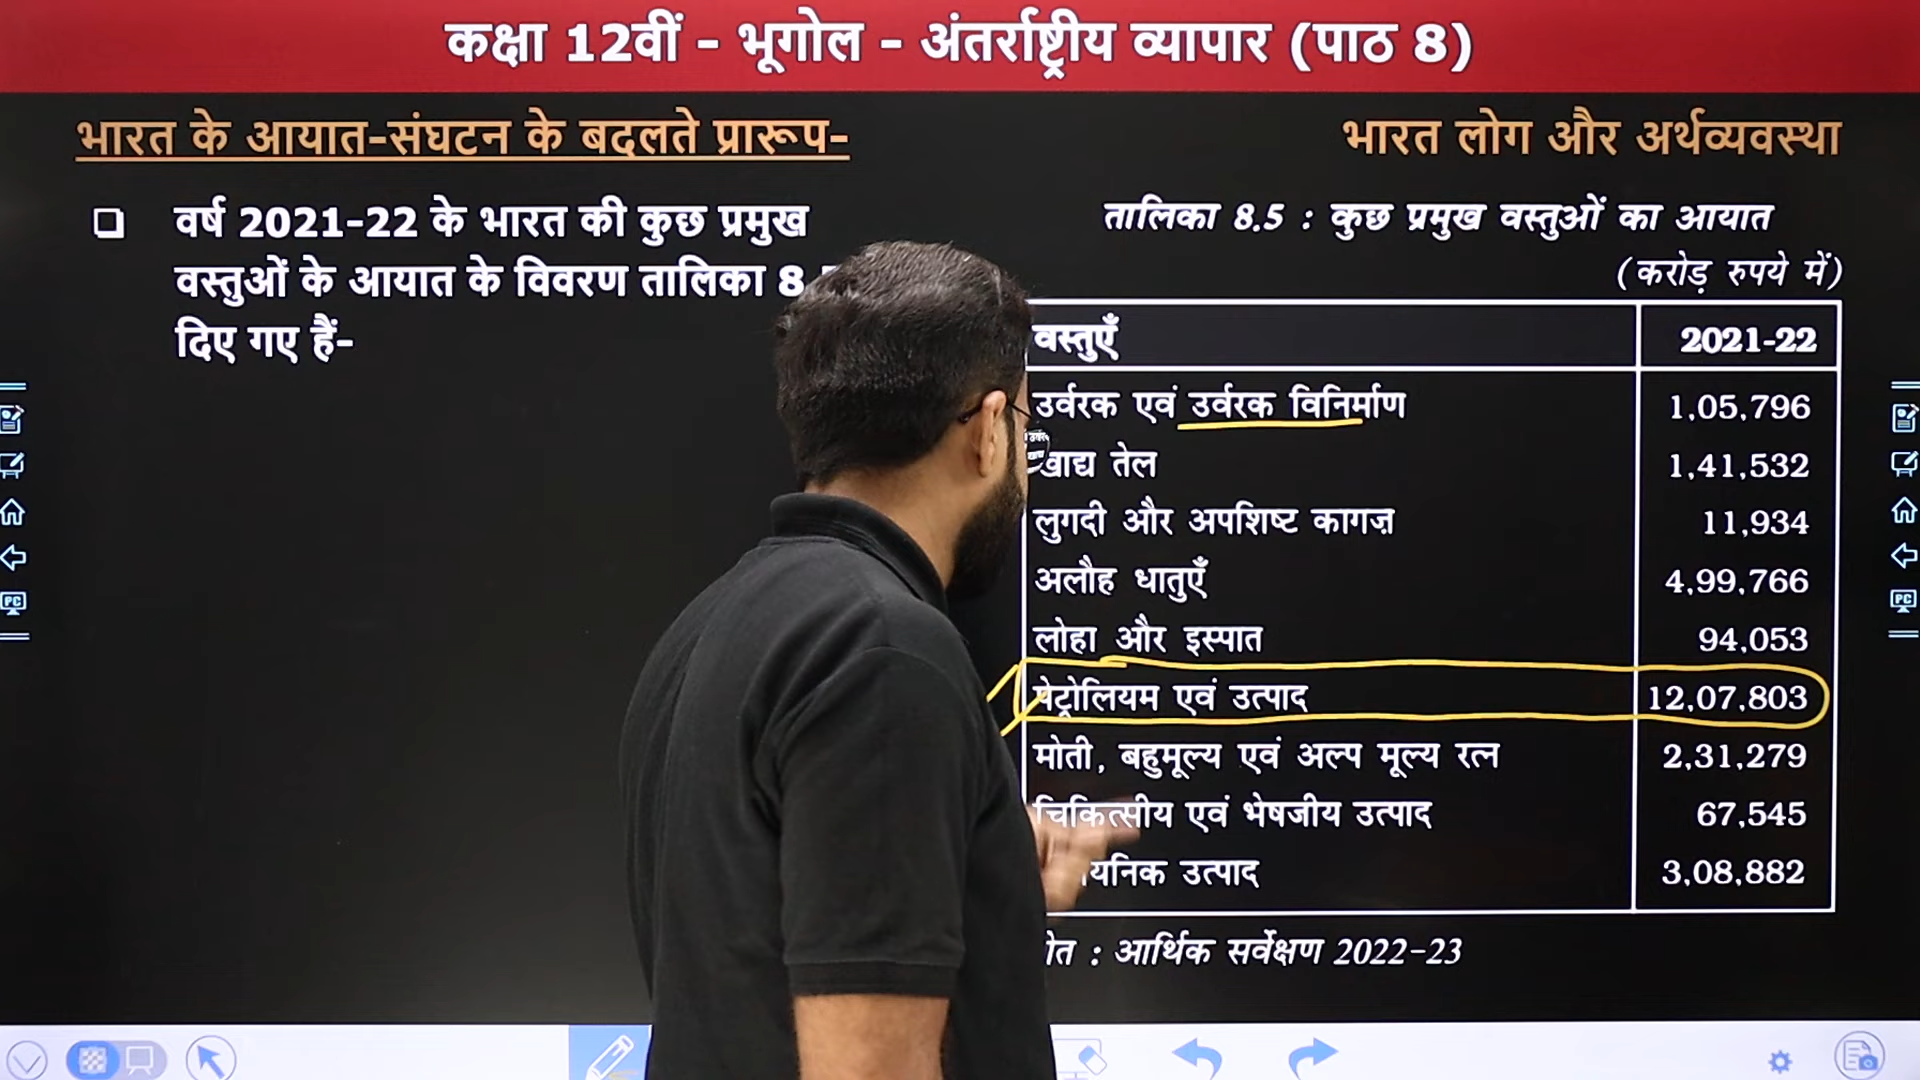 कक्षा 12वीं - भूगोल - अंतर्राष्ट्रीय व्यापार (पाठ 8)
भारत के आयात-संघटन के बदलते प्रारूप-
भारत लोग और अर्थव्यवस्था
वर्ष 2021-22 के भारत की कुछ प्रमुख
वस्तुओं के आयात के विवरण तालिका 8.
दिए गए हैं-
तालिका 8.5 : कुछ प्रमुख वस्तुओं का आयात
(करोड़ रुपये में)
वस्तुएँ 2021-22
उर्वरक एवं उर्वरक विनिर्माण 1,05,796
खाद्य तेल 1,41,532
लुगदी और अपशिष्ट कागज़ 11,934
अलौह धातुएँ 4,99,766
लोहा और इस्पात 94,053
पेट्रोलियम एवं उत्पाद 12,07,803
मोती, बहुमूल्य एवं अल्प मूल्य रत्न 2,31,279
चिकित्सीय एवं भेषजीय उत्पाद 67,545
उत्पाद 3,08,882
: आर्थिक सर्वेक्षण 2022-23
PC
PC